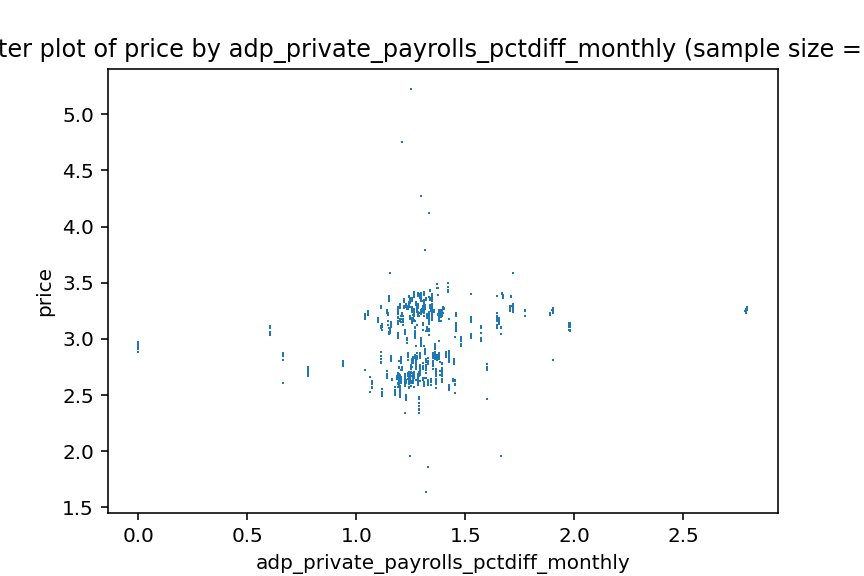 ter plot of price by adp_private_payrolls_pctdiff_monthly (sample size =
5.0
4.5
4.0
3.5
3.0
2.5
2.0
1.5
price
0.0 0.5 1.0 1.5 2.0 2.5
adp_private_payrolls_pctdiff_monthly